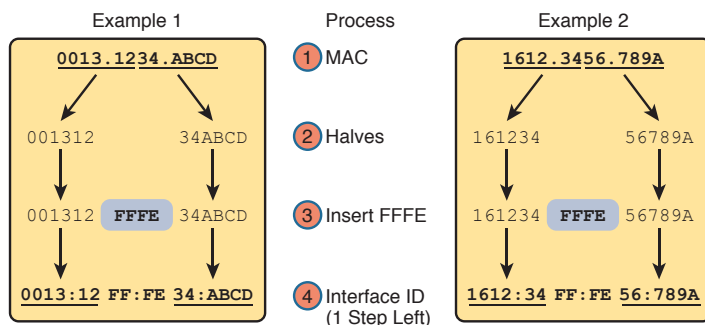 Example 1 Process Example 2
0013.1234.ABCD 1 MAC 1612.3456.789A
001312 34ABCD 2 Halves 161234 56789A
001312 FFFE 34ABCD 3 Insert FFFE 161234 FFFE 56789A
0013:12 FF:FE 34:ABCD 4 Interface ID 1612:34 FF:FE 56:789A
(1 Step Left)